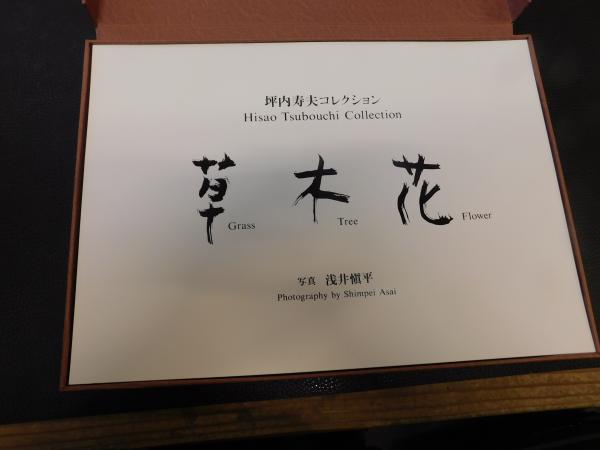 坪内寿夫コレクション
Hisao Tsubouchi Collection
草 木 花
Grass Tree Flower
写真 浅井愼平
Photography by Shimpei Asai